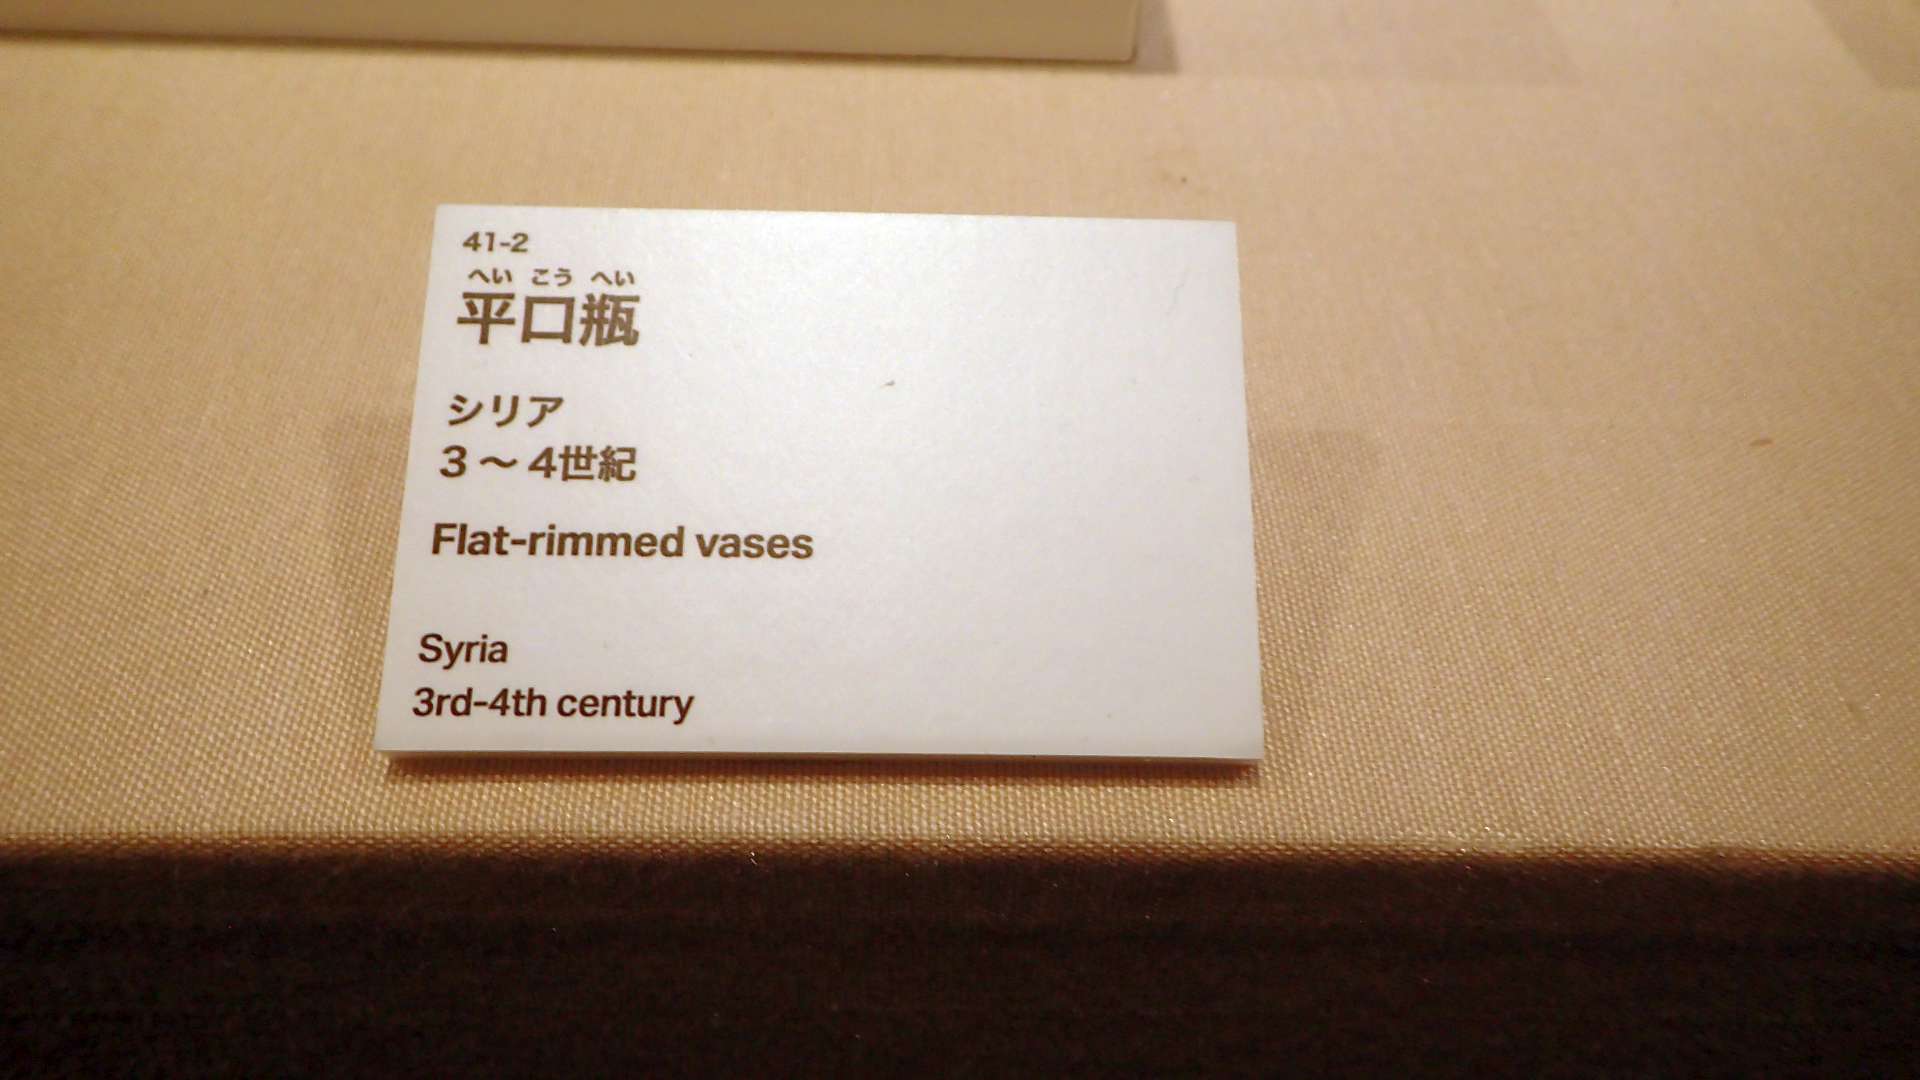 41-2
へい こう へい
平口瓶
シリア
3～4世紀
Flat-rimmed vases
Syria
3rd-4th century